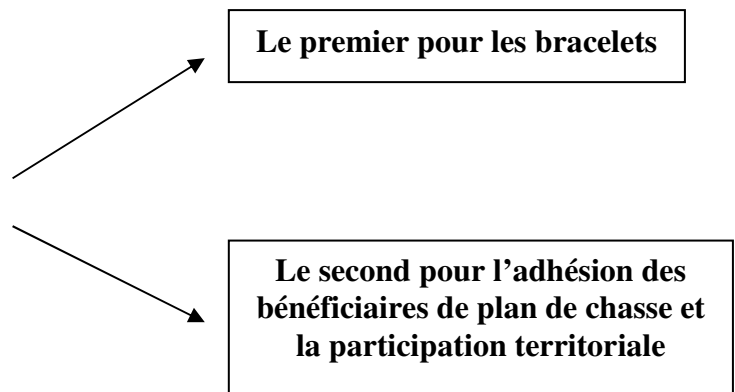 Le premier pour les bracelets
Le second pour l’adhésion des
bénéficiaires de plan de chasse et
la participation territoriale